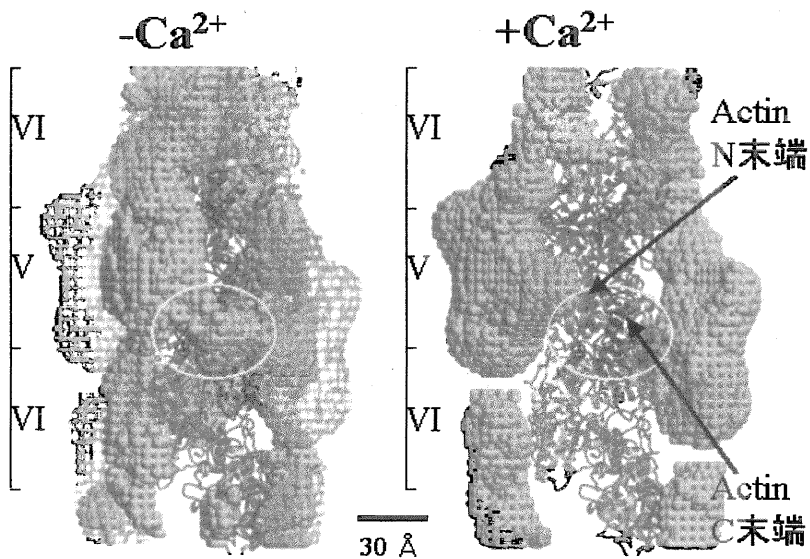 -Ca²⁺
+Ca²⁺
VI
V
VI
VI
V
VI
Actin
N末端
Actin
C末端
30 Å